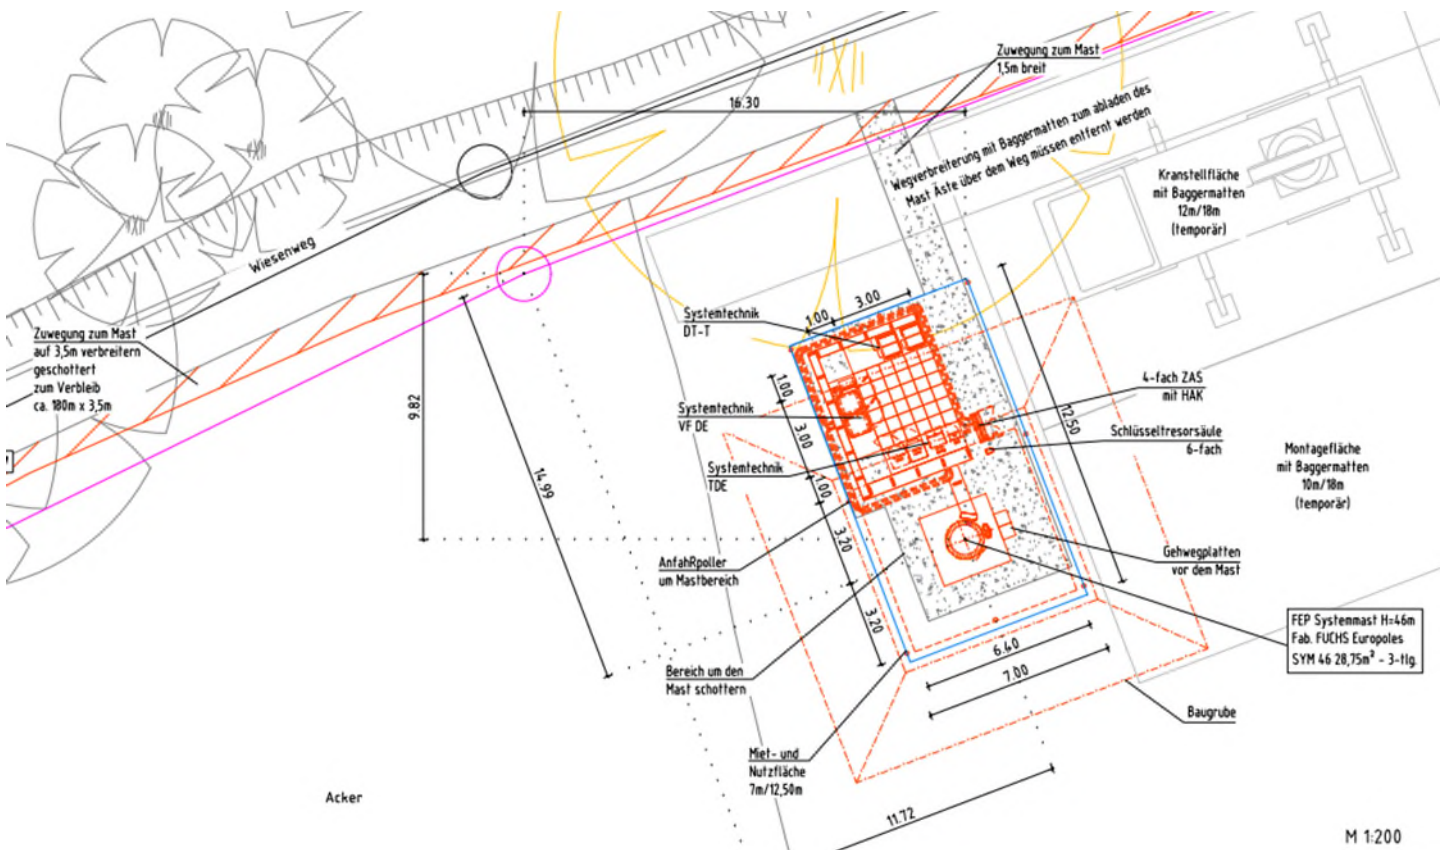 Zuwegung zum Mast
1,5m breit
16.30
Wegverbreiterung mit Baggermatten zum abladen des
Mast Äste über dem Weg müssen entfernt werden
Kranstellfläche
mit Baggermatten
12m/18m
(temporär)
Wiesenweg
Zuwegung zum Mast
auf 3,5m verbreitern
geschottert
zum Verbleib
ca. 180m x 3,5m
Systemtechnik
DT-T
1.00
3.00
9.82
14.99
Systemtechnik
VF DE
1.00
3.00
1.00
3.20
3.20
Systemtechnik
TDE
4-fach ZAS
mit HAK
12.50
Schlüsseltresorsäule
6-fach
Montagefläche
mit Baggermatten
10m/18m
(temporär)
AnfahRpoller
um Mastbereich
Gehwegplatten
vor dem Mast
FEP Systemmast H=46m
Fab. FUCHS Europoles
SYM 46 28,75m² - 3-tlg.
Bereich um den
Mast schottern
6.40
7.00
Baugrube
Miet- und
Nutzfläche
7m/12,50m
Acker
11.72
M 1:200